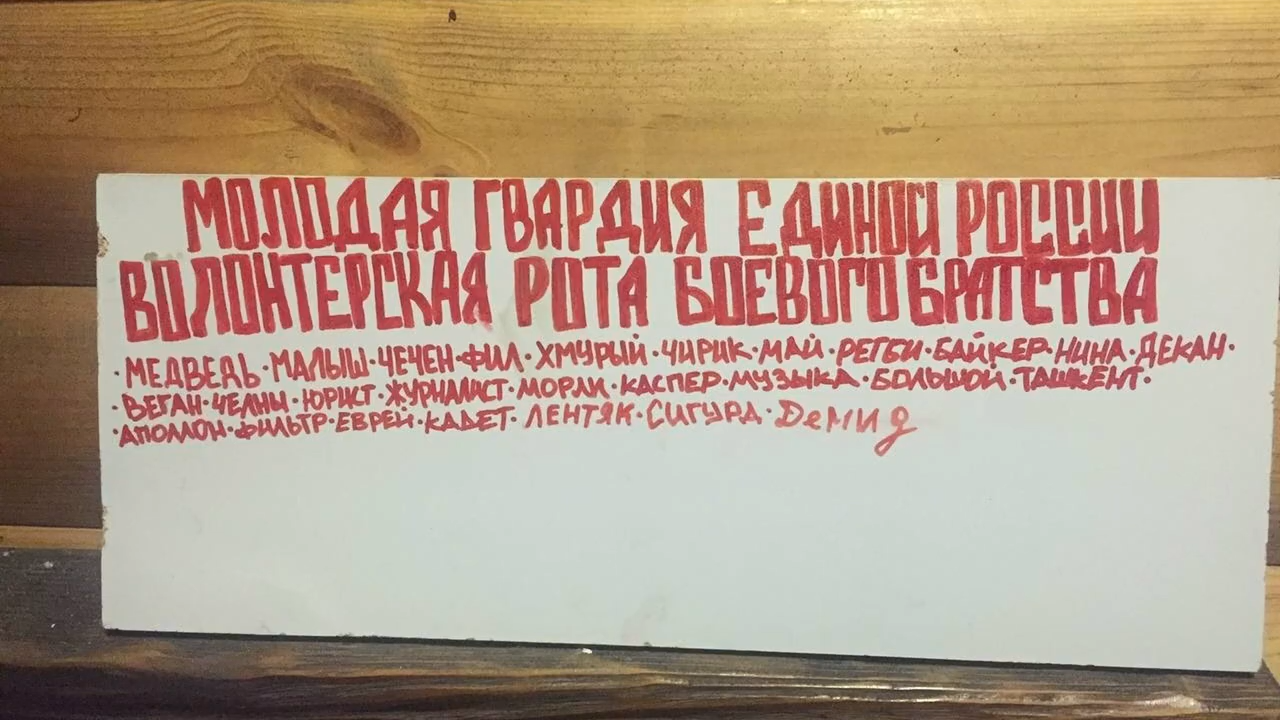 МОЛОДАЯ ГВАРДИЯ ЕДИНОЙ РОССИИ
ВОЛОНТЕРСКАЯ РОТА БОЕВОГО БРАТСТВА
·МЕДВЕДЬ·МАЛЫШ·ЧЕЧЕН·ФИЛ·ХМУРЫЙ·ЧИРИК·МАЙ·РЕГБИ·БАЙКЕР·НИНА·ДЕКАН·
·ВЕГАН·ЧЕЛНЫ·ЮРИСТ·ЖУРНАЛИСТ·МОРЛИ·КАСПЕР·МУЗЫКА·БОЛЬШОЙ·ТАШКЕНТ·
·АПОЛЛОН·ФИЛЬТР·ЕВРЕЙ·КАДЕТ·ЛЕНТЯК·СИГУРД·Демид